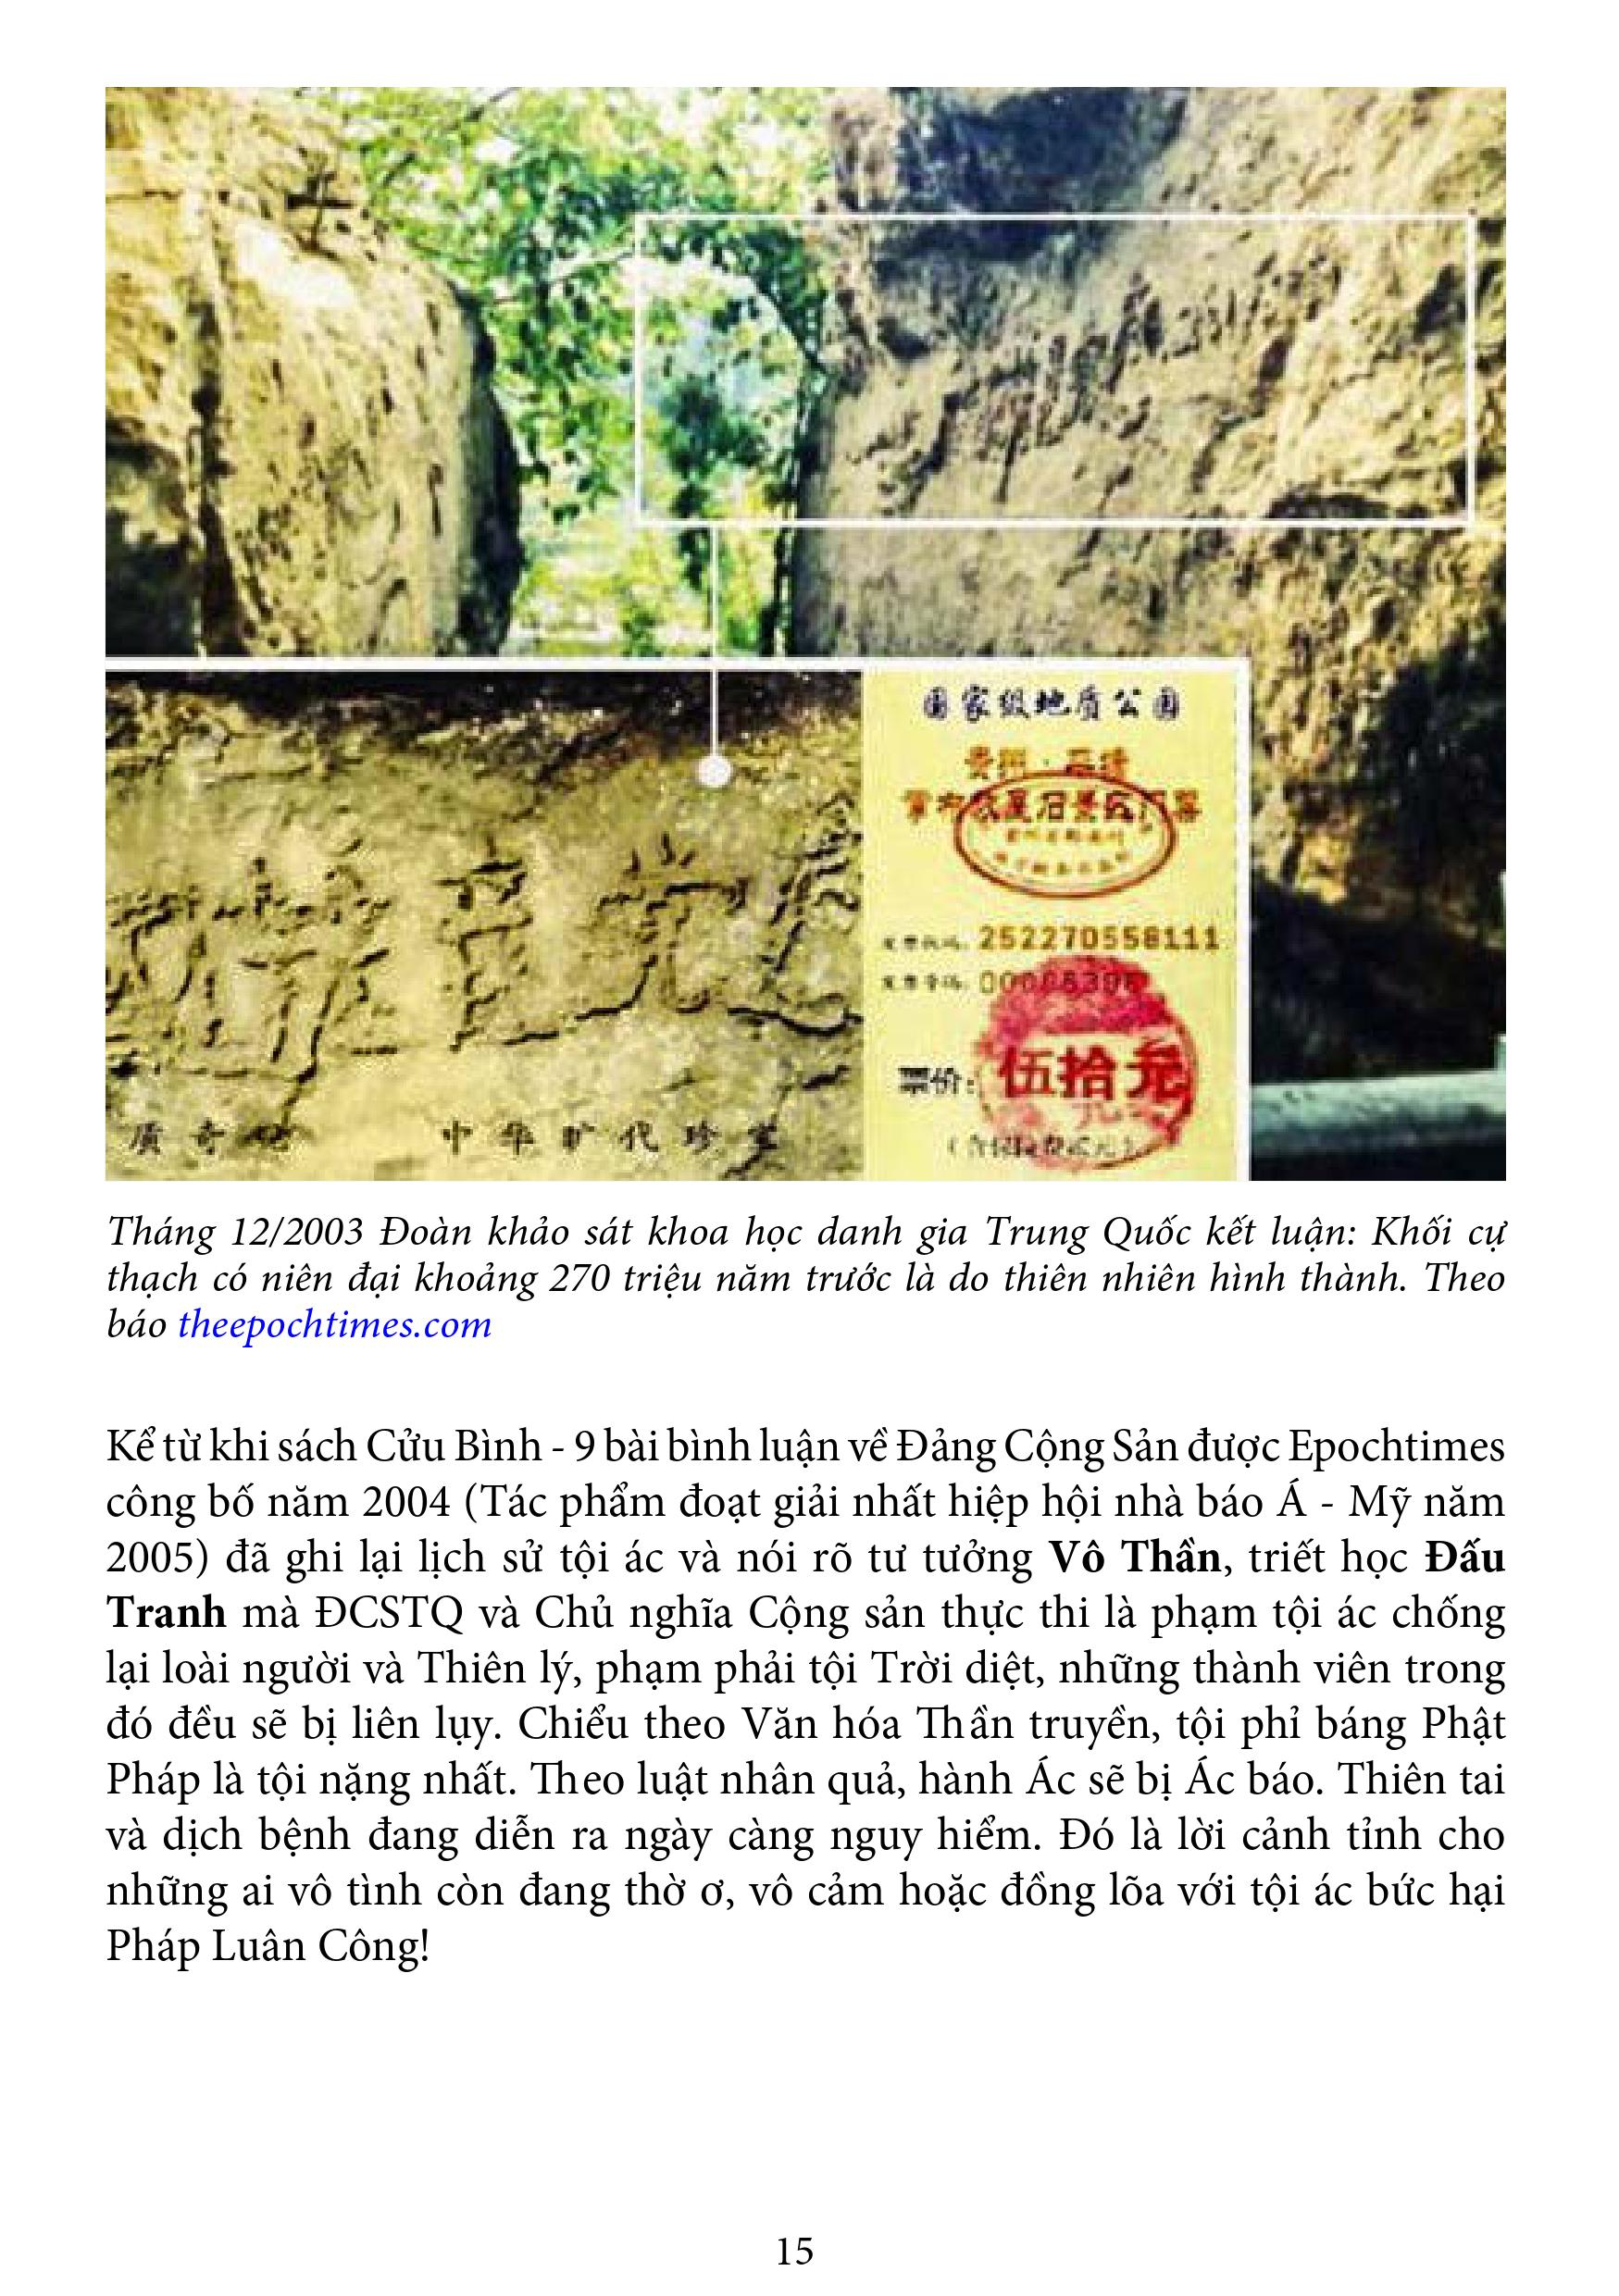 国家级地质公园
252270558111
票价:
伍拾元
中华旷代珍宝
Tháng 12/2003 Đoàn khảo sát khoa học danh gia Trung Quốc kết luận: Khối cự
thạch có niên đại khoảng 270 triệu năm trước là do thiên nhiên hình thành. Theo
báo theepochtimes.com
Kể từ khi sách Cửu Bình - 9 bài bình luận về Đảng Cộng Sản được Epochtimes
công bố năm 2004 (Tác phẩm đoạt giải nhất hiệp hội nhà báo Á - Mỹ năm
2005) đã ghi lại lịch sử tội ác và nói rõ tư tưởng Vô Thần, triết học Đấu
Tranh mà ĐCSTQ và Chủ nghĩa Cộng sản thực thi là phạm tội ác chống
lại loài người và Thiên lý, phạm phải tội Trời diệt, những thành viên trong
đó đều sẽ bị liên lụy. Chiểu theo Văn hóa Thần truyền, tội phỉ báng Phật
Pháp là tội nặng nhất. Theo luật nhân quả, hành Ác sẽ bị Ác báo. Thiên tai
và dịch bệnh đang diễn ra ngày càng nguy hiểm. Đó là lời cảnh tỉnh cho
những ai vô tình còn đang thờ ơ, vô cảm hoặc đồng lõa với tội ác bức hại
Pháp Luân Công!
15